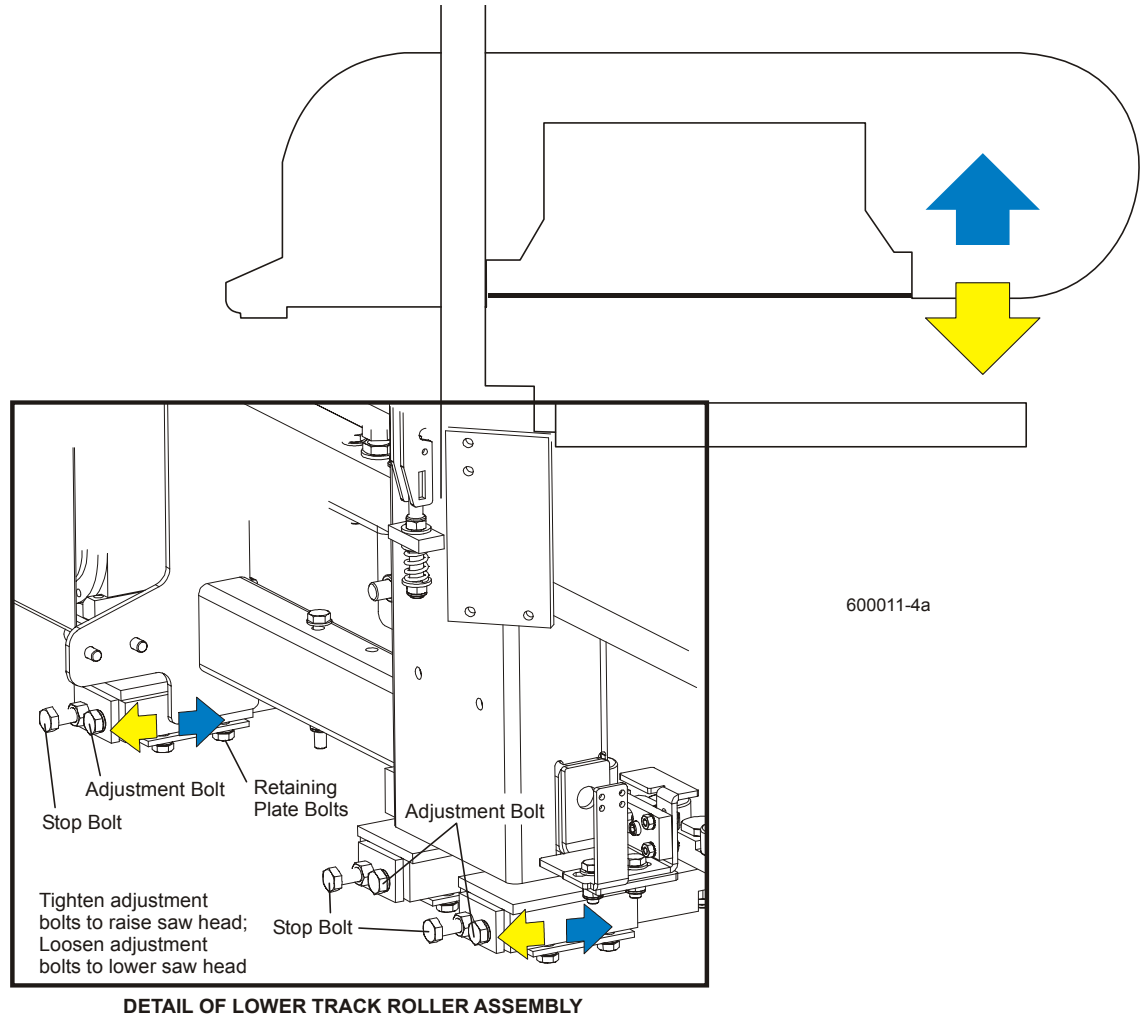 600011-4a
Adjustment Bolt
Stop Bolt
Retaining
Plate Bolts
Adjustment Bolt
Stop Bolt
Tighten adjustment
bolts to raise saw head;
Loosen adjustment
bolts to lower saw head
DETAIL OF LOWER TRACK ROLLER ASSEMBLY